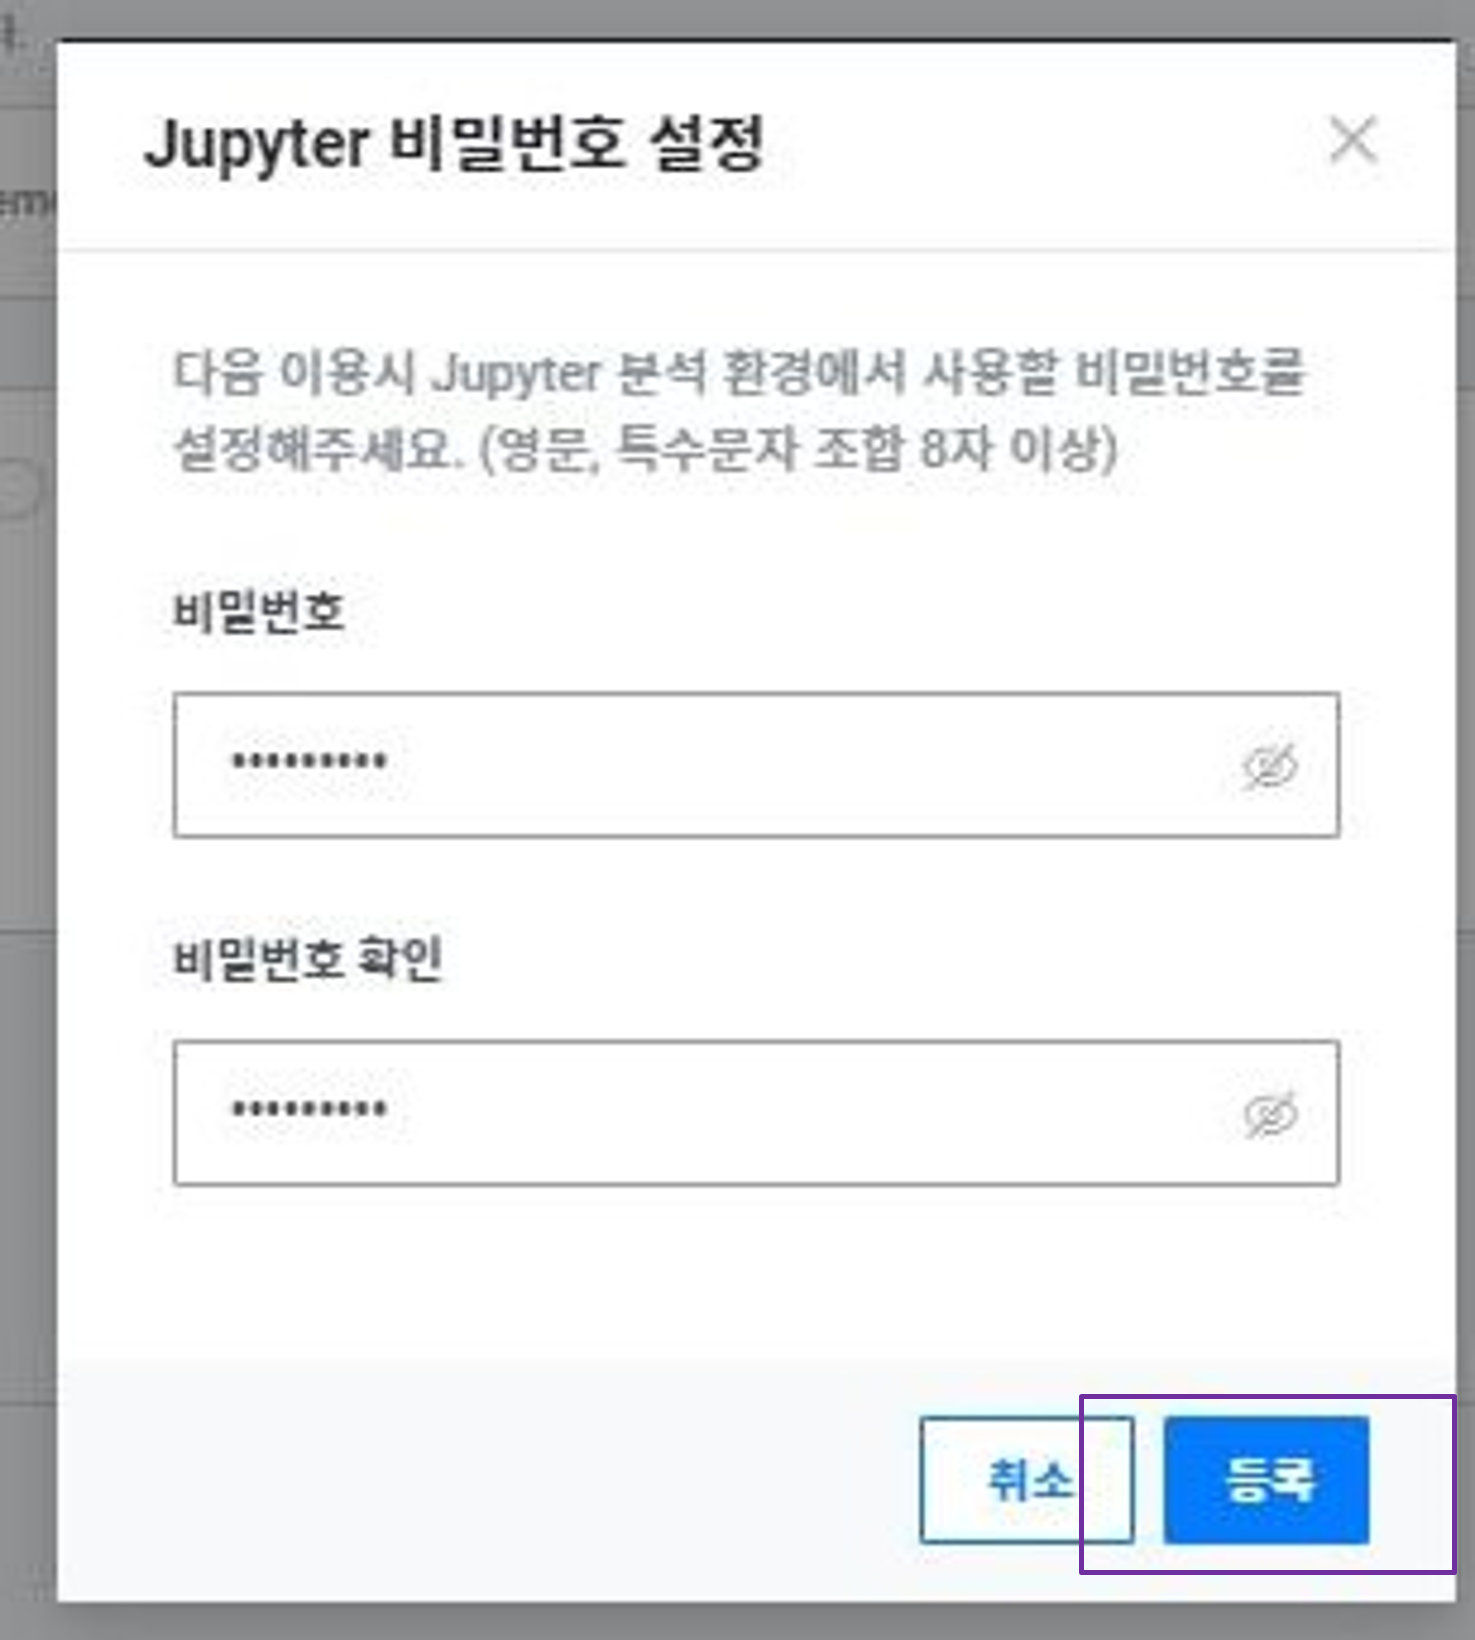 Jupyter 비밀번호 설정
다음 이용시 Jupyter 분석 환경에서 사용할 비밀번호를
설정해주세요. (영문, 특수문자 조합 8자 이상)
비밀번호
•••••••••
비밀번호 확인
•••••••••
취소
등록